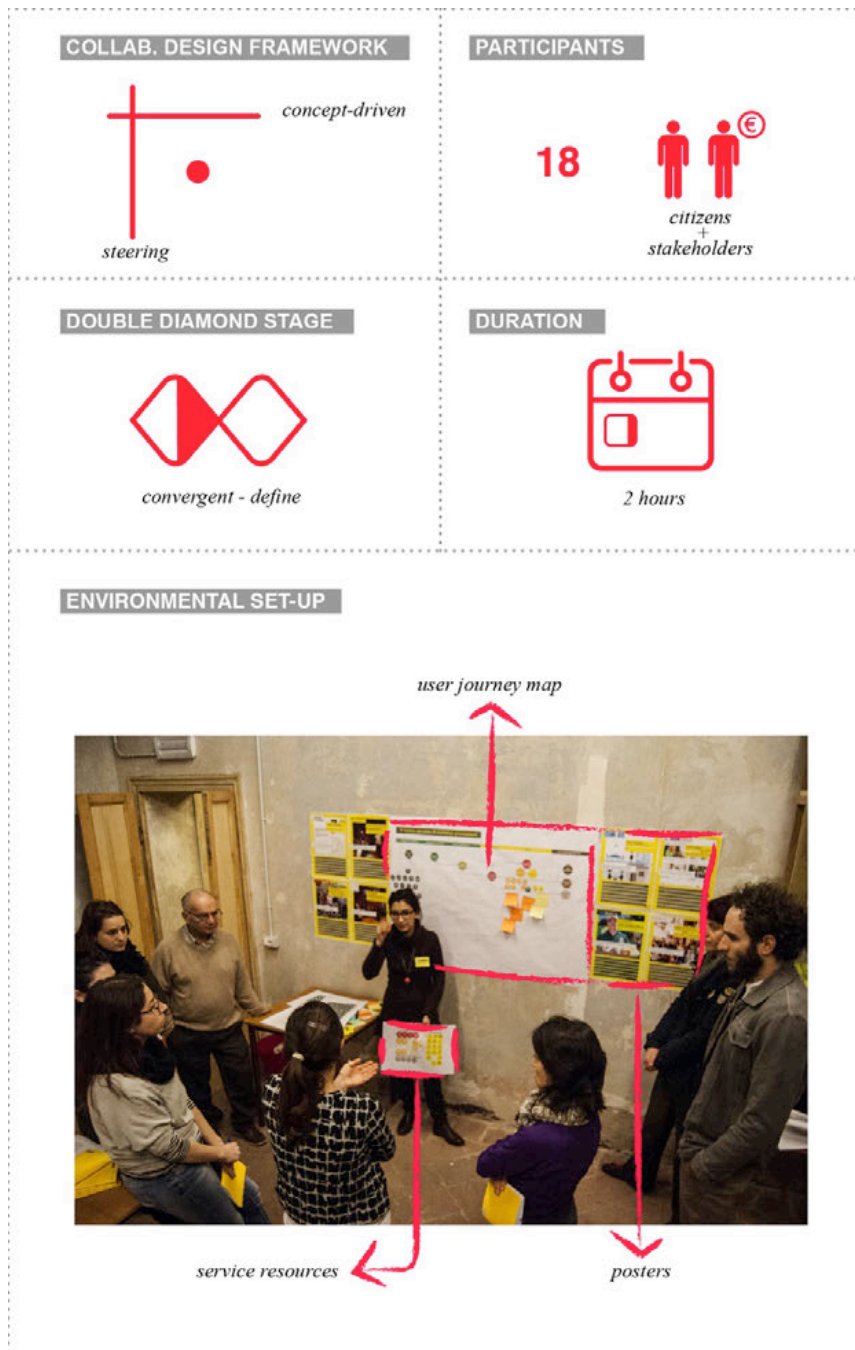 COLLAB. DESIGN FRAMEWORK
concept-driven
steering
PARTICIPANTS
18
€
citizens
+
stakeholders
DOUBLE DIAMOND STAGE
convergent - define
DURATION
2 hours
ENVIRONMENTAL SET-UP
user journey map
service resources
posters